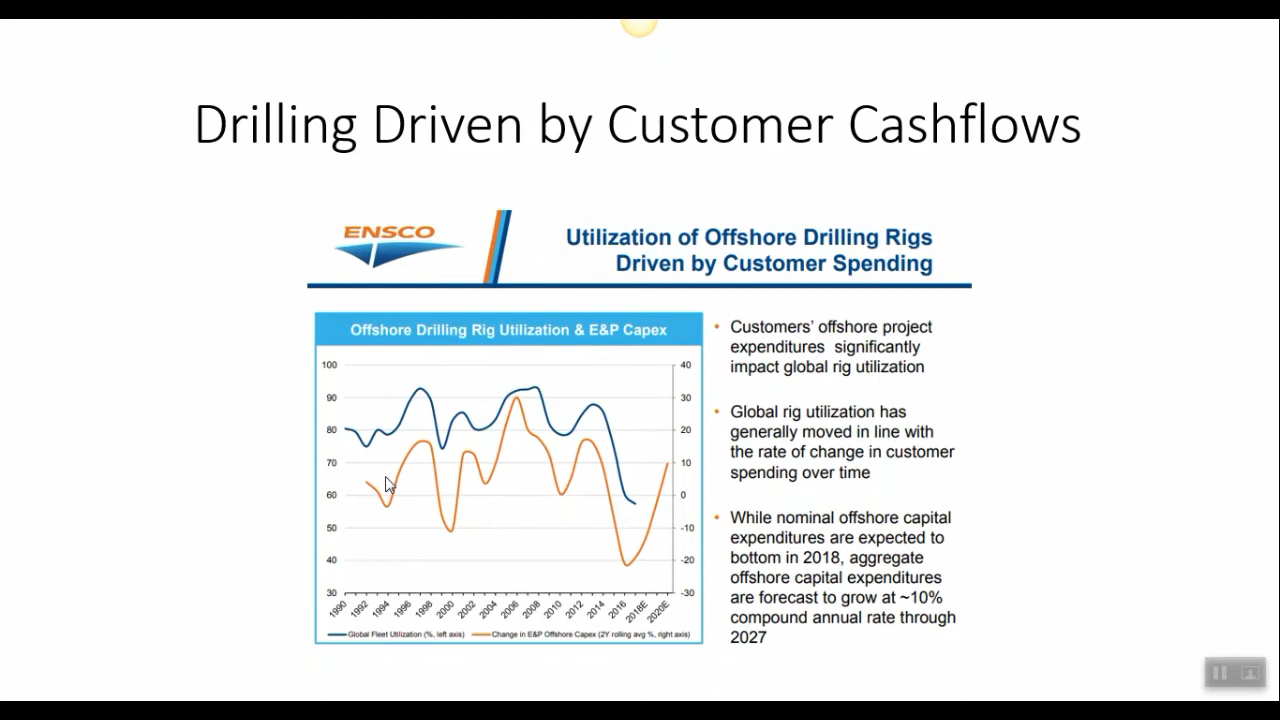 Drilling Driven by Customer Cashflows
ENSCO
Utilization of Offshore Drilling Rigs
Driven by Customer Spending
Offshore Drilling Rig Utilization & E&P Capex
100
90
80
70
60
50
40
30
40
30
20
10
0
-10
-20
-30
1990
1992
1994
1996
1998
2000
2002
2004
2006
2008
2010
2012
2014
2016
2018E
2020E
Global Fleet Utilization (%, left axis)
Change in E&P Offshore Capex (2Y rolling avg %, right axis)
• Customers' offshore project
expenditures significantly
impact global rig utilization
• Global rig utilization has
generally moved in line with
the rate of change in customer
spending over time
• While nominal offshore capital
expenditures are expected to
bottom in 2018, aggregate
offshore capital expenditures
are forecast to grow at ~10%
compound annual rate through
2027